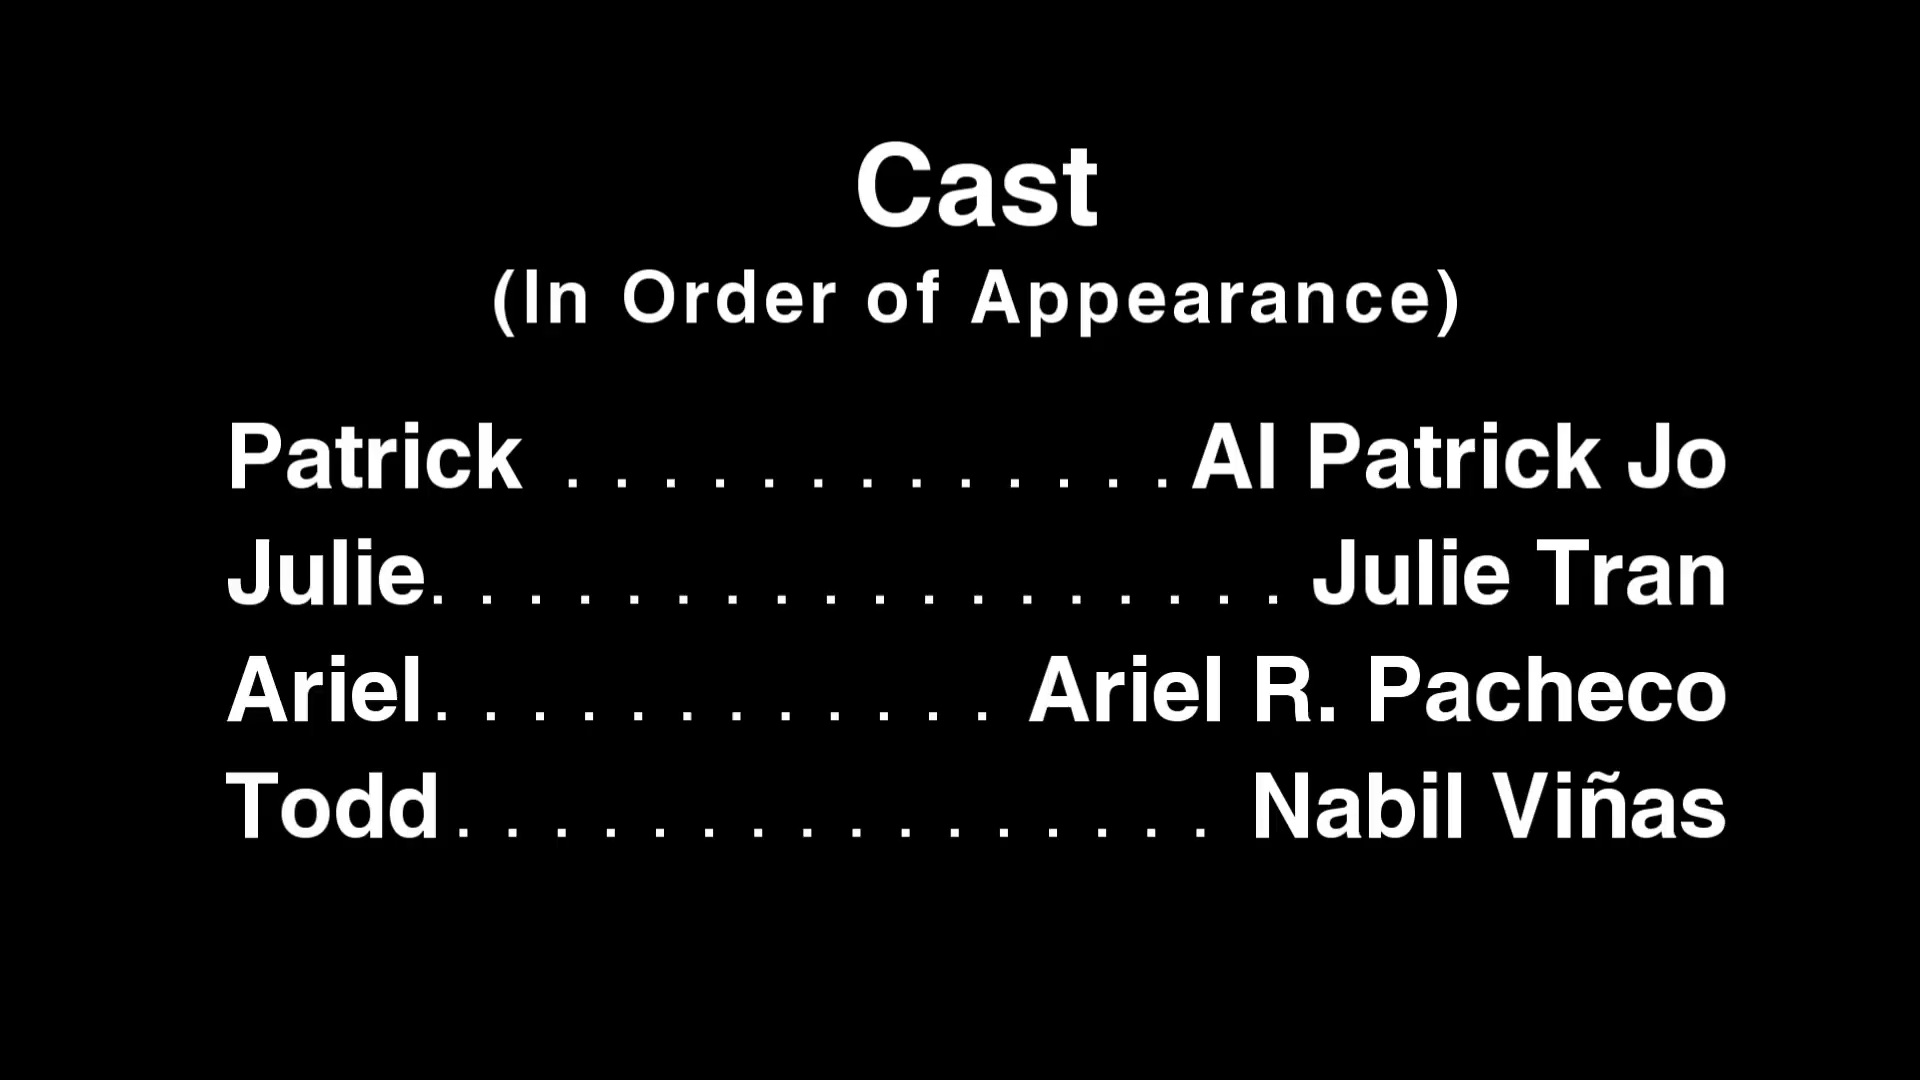 Cast
(In Order of Appearance)
Patrick . . . . . . . . . . . . . Al Patrick Jo
Julie. . . . . . . . . . . . . . . . . . Julie Tran
Ariel. . . . . . . . . . . . Ariel R. Pacheco
Todd. . . . . . . . . . . . . . . . Nabil Viñas